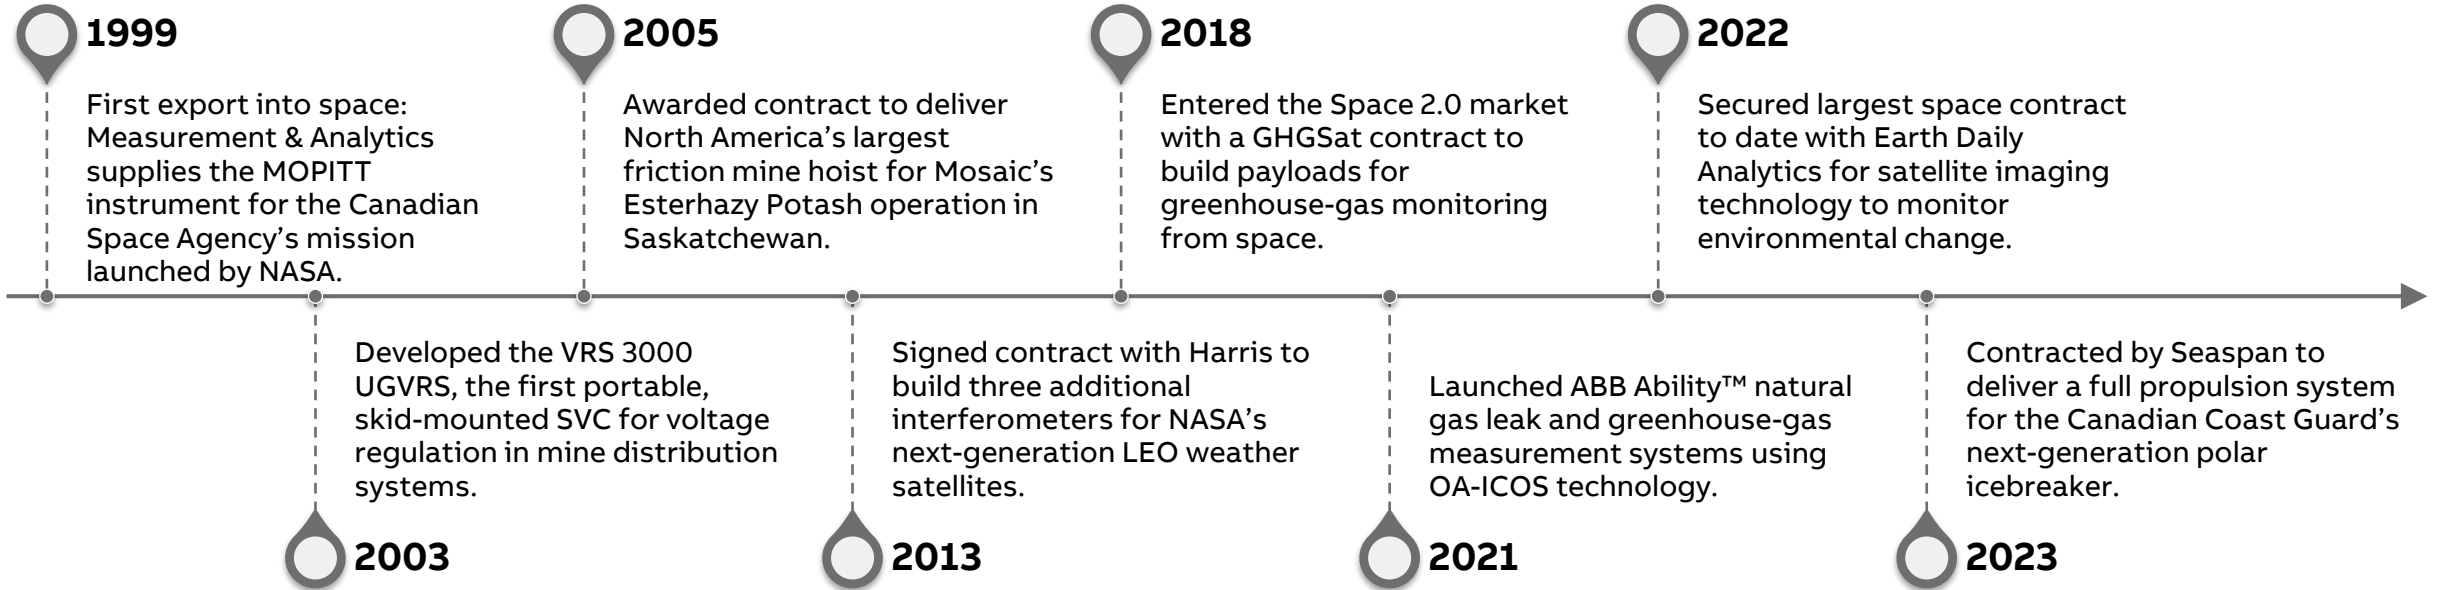 1999
First export into space:
Measurement & Analytics
supplies the MOPITT
instrument for the Canadian
Space Agency's mission
launched by NASA.
2003
Developed the VRS 3000
UGVRS, the first portable,
skid-mounted SVC for voltage
regulation in mine distribution
systems.
2005
Awarded contract to deliver
North America's largest
friction mine hoist for Mosaic's
Esterhazy Potash operation in
Saskatchewan.
2013
Signed contract with Harris to
build three additional
interferometers for NASA's
next-generation LEO weather
satellites.
2018
Entered the Space 2.0 market
with a GHGSat contract to
build payloads for
greenhouse-gas monitoring
from space.
2021
Launched ABB Ability™ natural
gas leak and greenhouse-gas
measurement systems using
OA-ICOS technology.
2022
Secured largest space contract
to date with Earth Daily
Analytics for satellite imaging
technology to monitor
environmental change.
2023
Contracted by Seaspan to
deliver a full propulsion system
for the Canadian Coast Guard's
next-generation polar
icebreaker.